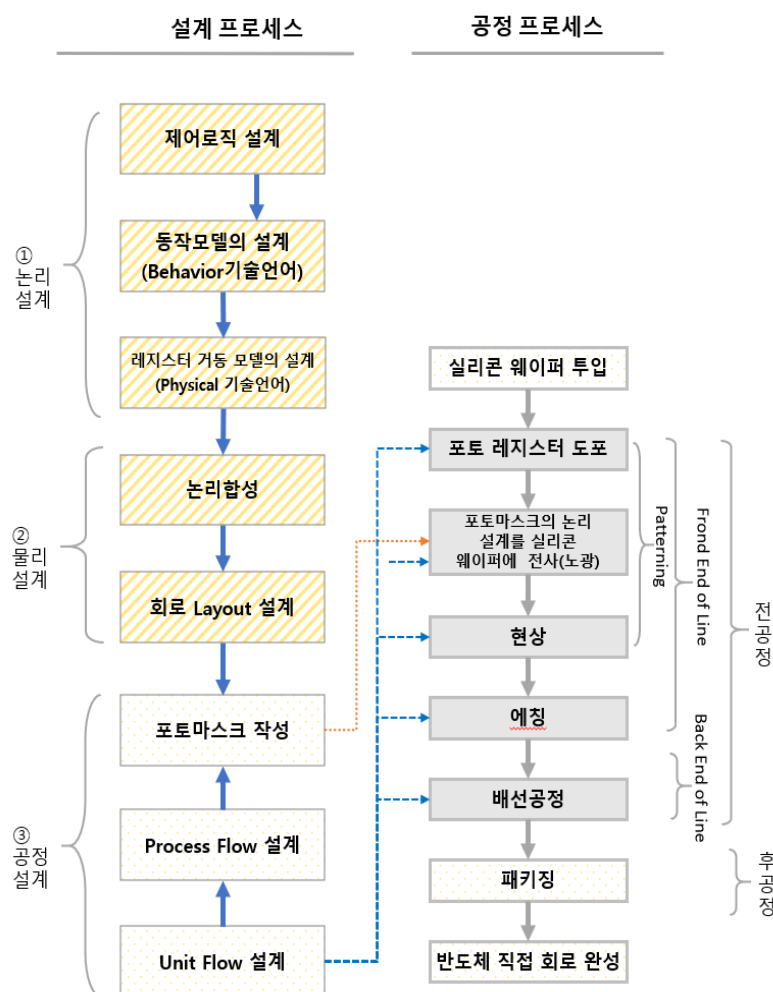 설계 프로세스
공정 프로세스
①
논리
설계
제어로직 설계
동작모델의 설계
(Behavior기술언어)
레지스터 거동 모델의 설계
(Physical 기술언어)
②
물리
설계
논리합성
회로 Layout 설계
③
공정
설계
포토마스크 작성
Process Flow 설계
Unit Flow 설계
실리콘 웨이퍼 투입
포토 레지스터 도포
포토마스크의 논리
설계를 실리콘
웨이퍼에 전사(노광)
현상
에칭
배선공정
패키징
반도체 직접 회로 완성
Patterning
Frond End of Line
Back End of Line
전
공
정
후
공
정